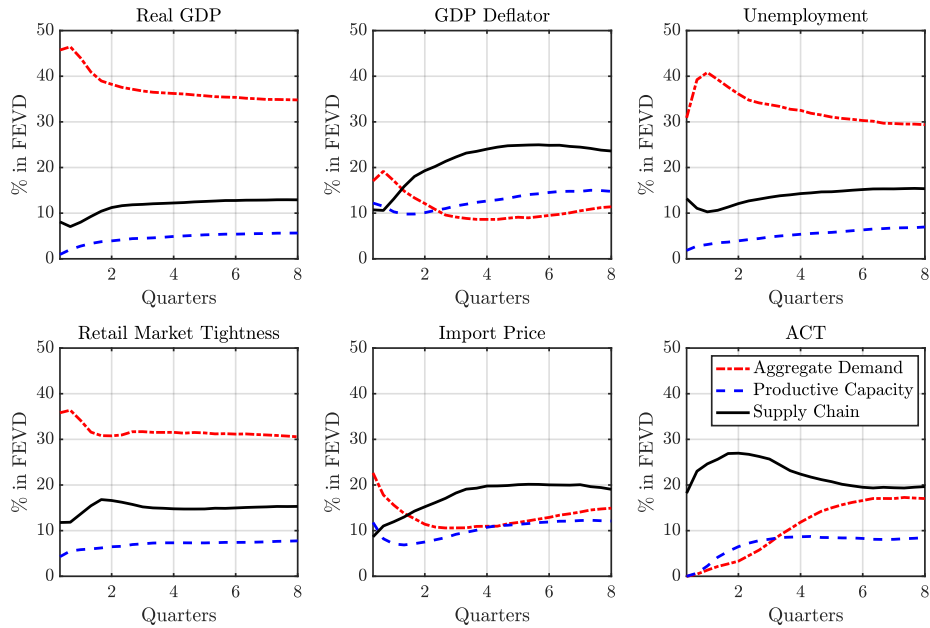 Real GDP
50
40
30
20
10
0
% in FEVD
2 4 6 8
Quarters
GDP Deflator
50
40
30
20
10
0
% in FEVD
2 4 6 8
Quarters
Unemployment
50
40
30
20
10
0
% in FEVD
2 4 6 8
Quarters
Retail Market Tightness
50
40
30
20
10
0
% in FEVD
2 4 6 8
Quarters
Import Price
50
40
30
20
10
0
% in FEVD
2 4 6 8
Quarters
ACT
50
40
30
20
10
0
% in FEVD
Aggregate Demand
Productive Capacity
Supply Chain
2 4 6 8
Quarters